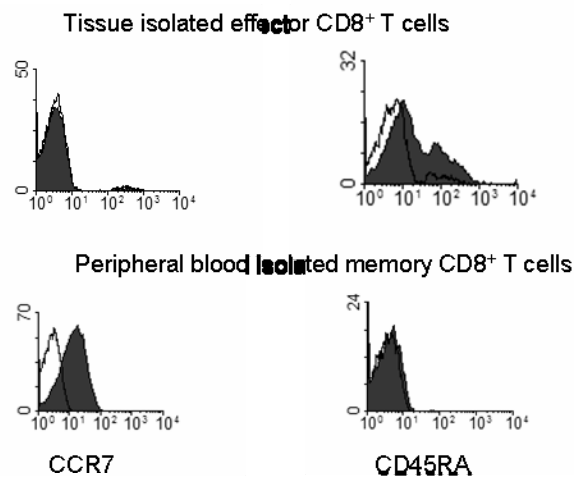 Tissue isolated effector CD8⁺ T cells
50
0
10⁰ 10¹ 10² 10³ 10⁴
32
0
10⁰ 10¹ 10² 10³ 10⁴
Peripheral blood Isolated memory CD8⁺ T cells
70
0
10⁰ 10¹ 10² 10³ 10⁴
24
0
10⁰ 10¹ 10² 10³ 10⁴
CCR7
CD45RA